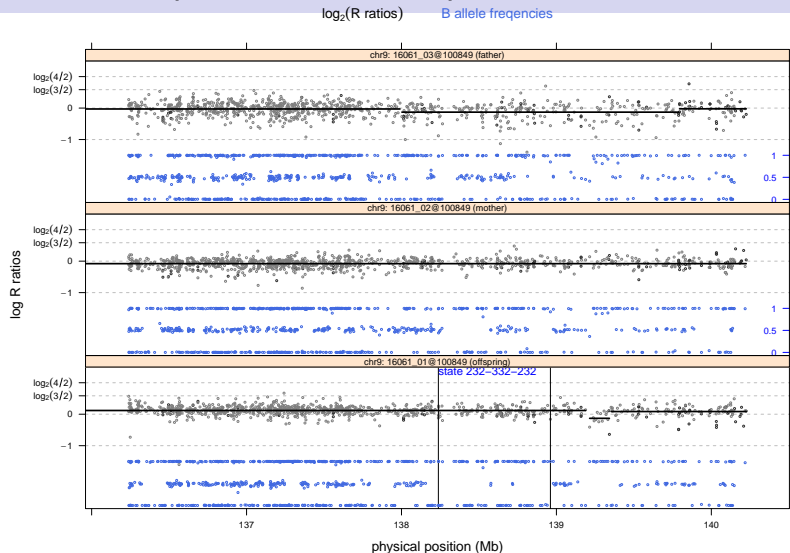 log2(R ratios) B allele freqencies
chr9: 16061_03@100849 (father)
log2(4/2)
log2(3/2)
0
−1
1
0.5
0
chr9: 16061_02@100849 (mother)
log2(4/2)
log2(3/2)
0
−1
1
0.5
0
log R ratios
chr9: 16061_01@100849 (offspring)
state 232−332−232
log2(4/2)
log2(3/2)
0
−1
137 138 139 140
physical position (Mb)